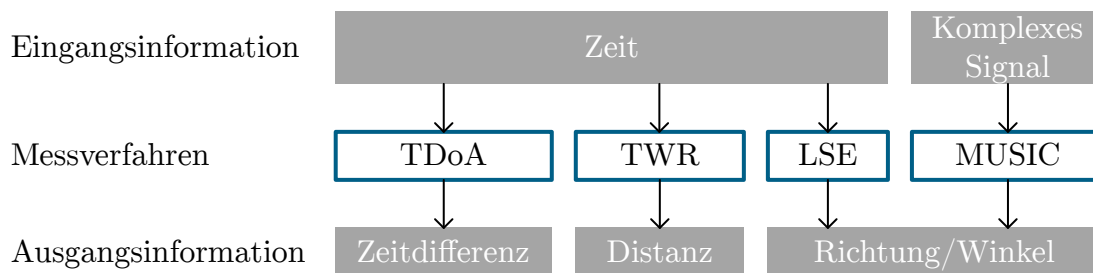 Eingangsinformation
Zeit
Komplexes
Signal
Messverfahren
TDoA
TWR
LSE
MUSIC
Ausgangsinformation
Zeitdifferenz
Distanz
Richtung/Winkel